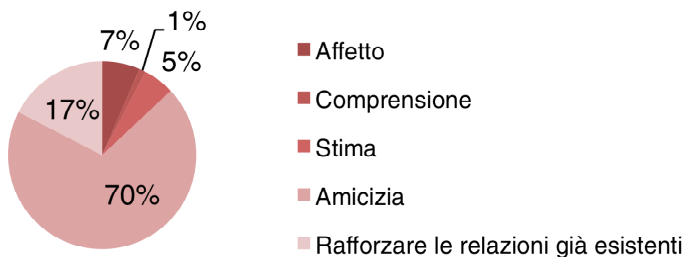 1%
7%
5%
17%
70%
Affetto
Comprensione
Stima
Amicizia
Rafforzare le relazioni già esistenti